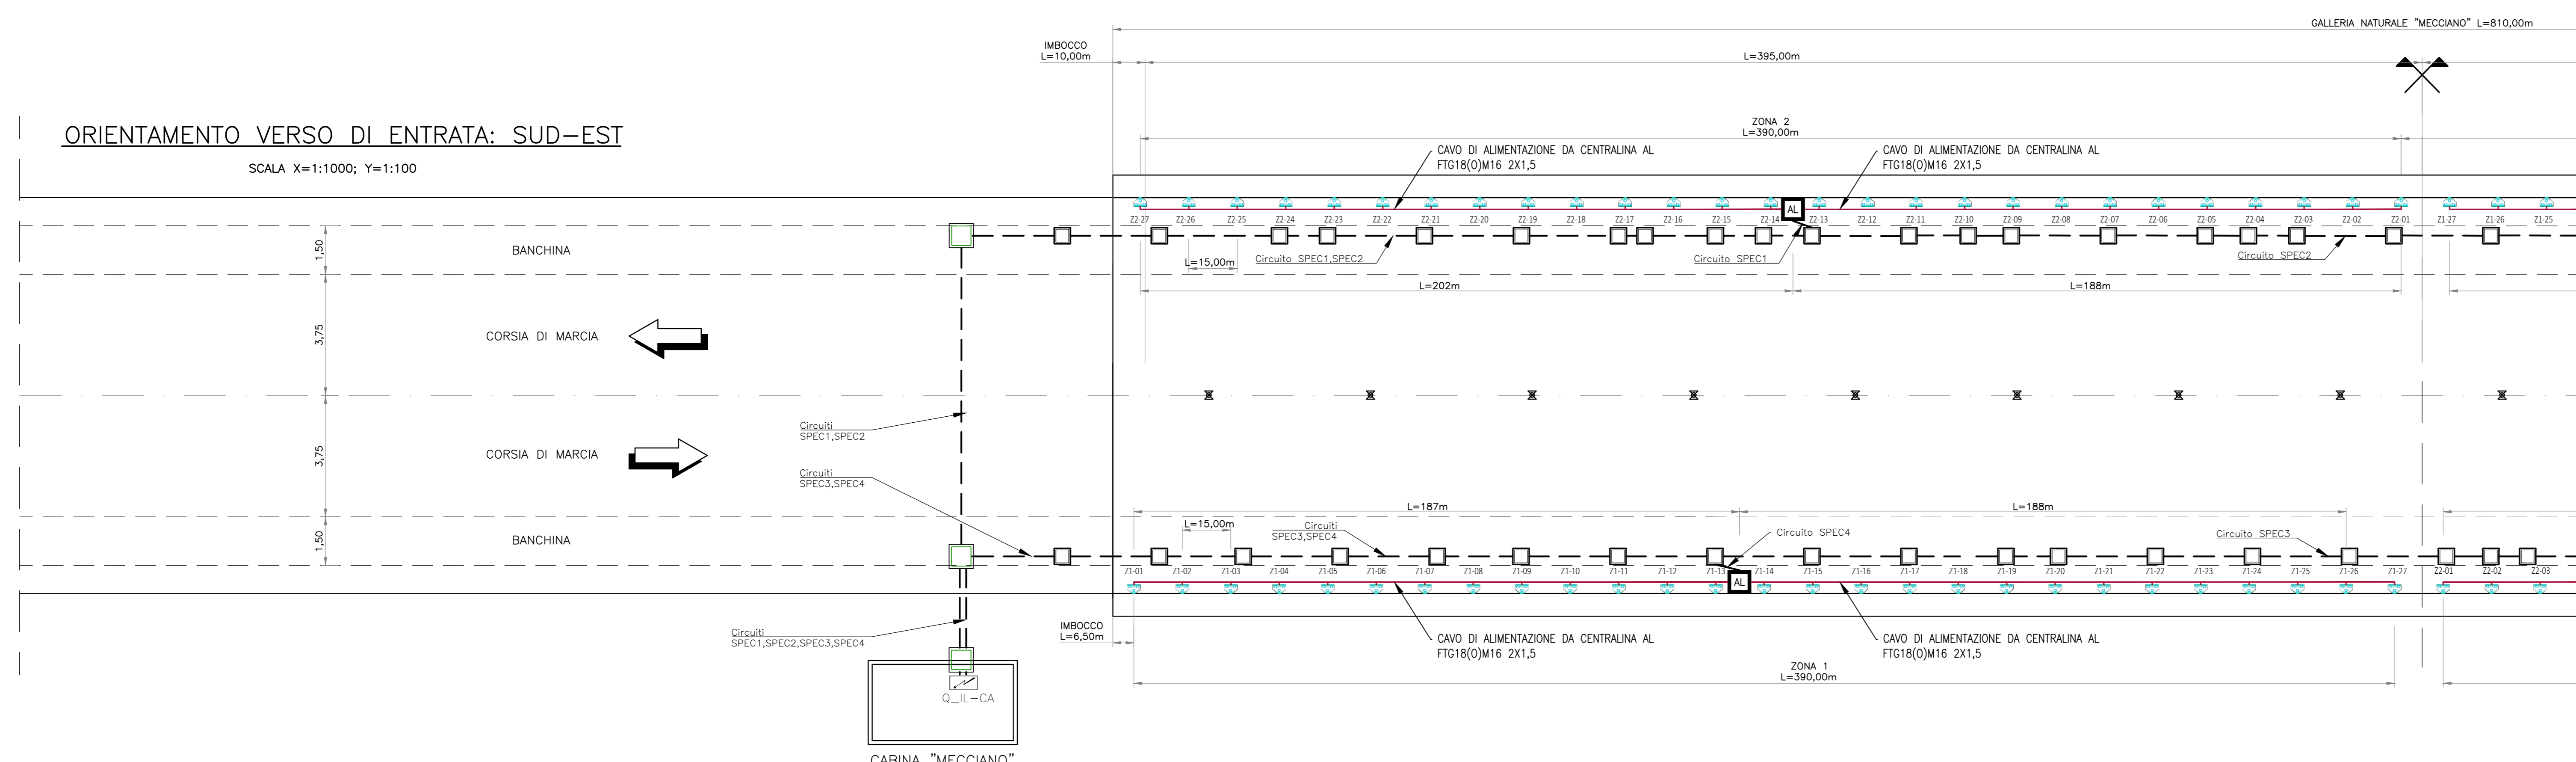 GALLERIA NATURALE "MECCIANO" L=810,00m
IMBOCCO
L=10,00m
L=395,00m
ZONA 2
L=390,00m
ORIENTAMENTO VERSO DI ENTRATA: SUD-EST
SCALA X=1:1000; Y=1:100
CAVO DI ALIMENTAZIONE DA CENTRALINA AL
FTG18(O)M16 2X1,5
CAVO DI ALIMENTAZIONE DA CENTRALINA AL
FTG18(O)M16 2X1,5
AL
Z2-27 Z2-26 Z2-25 Z2-24 Z2-23 Z2-22 Z2-21 Z2-20 Z2-19 Z2-18 Z2-17 Z2-16 Z2-15 Z2-14 Z2-13 Z2-12 Z2-11 Z2-10 Z2-09 Z2-08 Z2-07 Z2-06 Z2-05 Z2-04 Z2-03 Z2-02 Z2-01 Z1-27 Z1-26 Z1-25
1,50
BANCHINA
L=15,00m
Circuito SPEC1,SPEC2
Circuito SPEC1
Circuito SPEC2
L=202m
L=188m
3,75
CORSIA DI MARCIA
Circuiti
SPEC1,SPEC2
3,75
CORSIA DI MARCIA
Circuiti
SPEC3,SPEC4
L=187m
L=188m
1,50
BANCHINA
L=15,00m
Circuiti
SPEC3,SPEC4
Circuito SPEC4
Circuito SPEC3
Z1-01 Z1-02 Z1-03 Z1-04 Z1-05 Z1-06 Z1-07 Z1-08 Z1-09 Z1-10 Z1-11 Z1-12 Z1-13 Z1-14 Z1-15 Z1-16 Z1-17 Z1-18 Z1-19 Z1-20 Z1-21 Z1-22 Z1-23 Z1-24 Z1-25 Z1-26 Z1-27 Z2-01 Z2-02 Z2-03
AL
IMBOCCO
L=6,50m
Circuiti
SPEC1,SPEC2,SPEC3,SPEC4
CAVO DI ALIMENTAZIONE DA CENTRALINA AL
FTG18(O)M16 2X1,5
CAVO DI ALIMENTAZIONE DA CENTRALINA AL
FTG18(O)M16 2X1,5
ZONA 1
L=390,00m
Q_IL-CA
CABINA "MECCIANO"